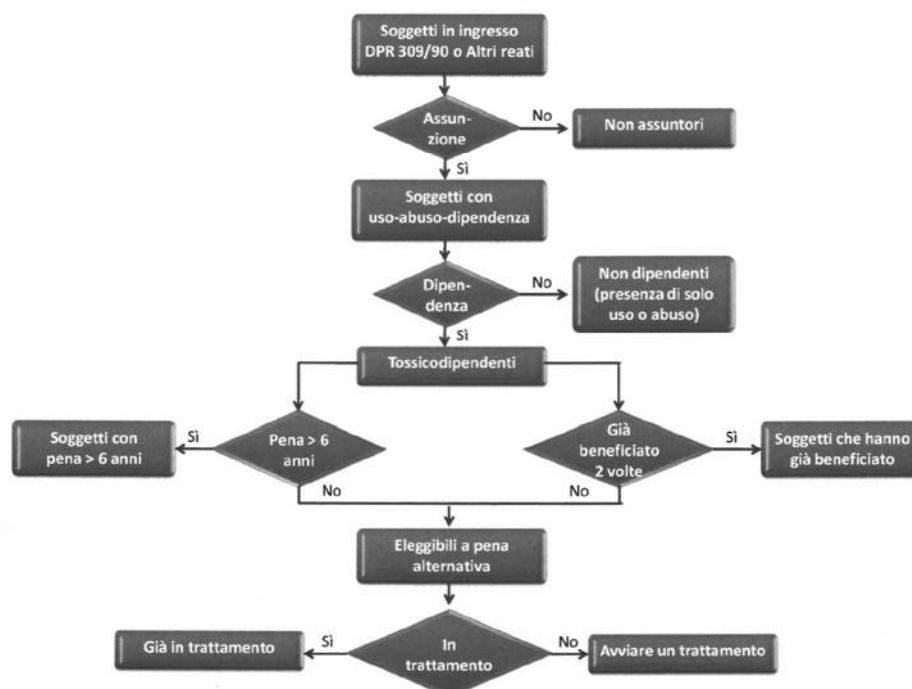 Soggetti in ingresso
DPR 309/90 o Altri reati
Assun-
zione
No
Non assuntori
Sì
Soggetti con
uso-abuso-dipendenza
Dipen-
denza
No
Non dipendenti
(presenza di solo
uso o abuso)
Sì
Tossicodipendenti
Soggetti con
pena > 6 anni
Sì
Pena > 6
anni
No
Già
beneficiato
2 volte
Sì
Soggetti che hanno
già beneficiato
No
Eleggibili a pena
alternativa
Già in trattamento
Sì
In
trattamento
No
Avviare un trattamento